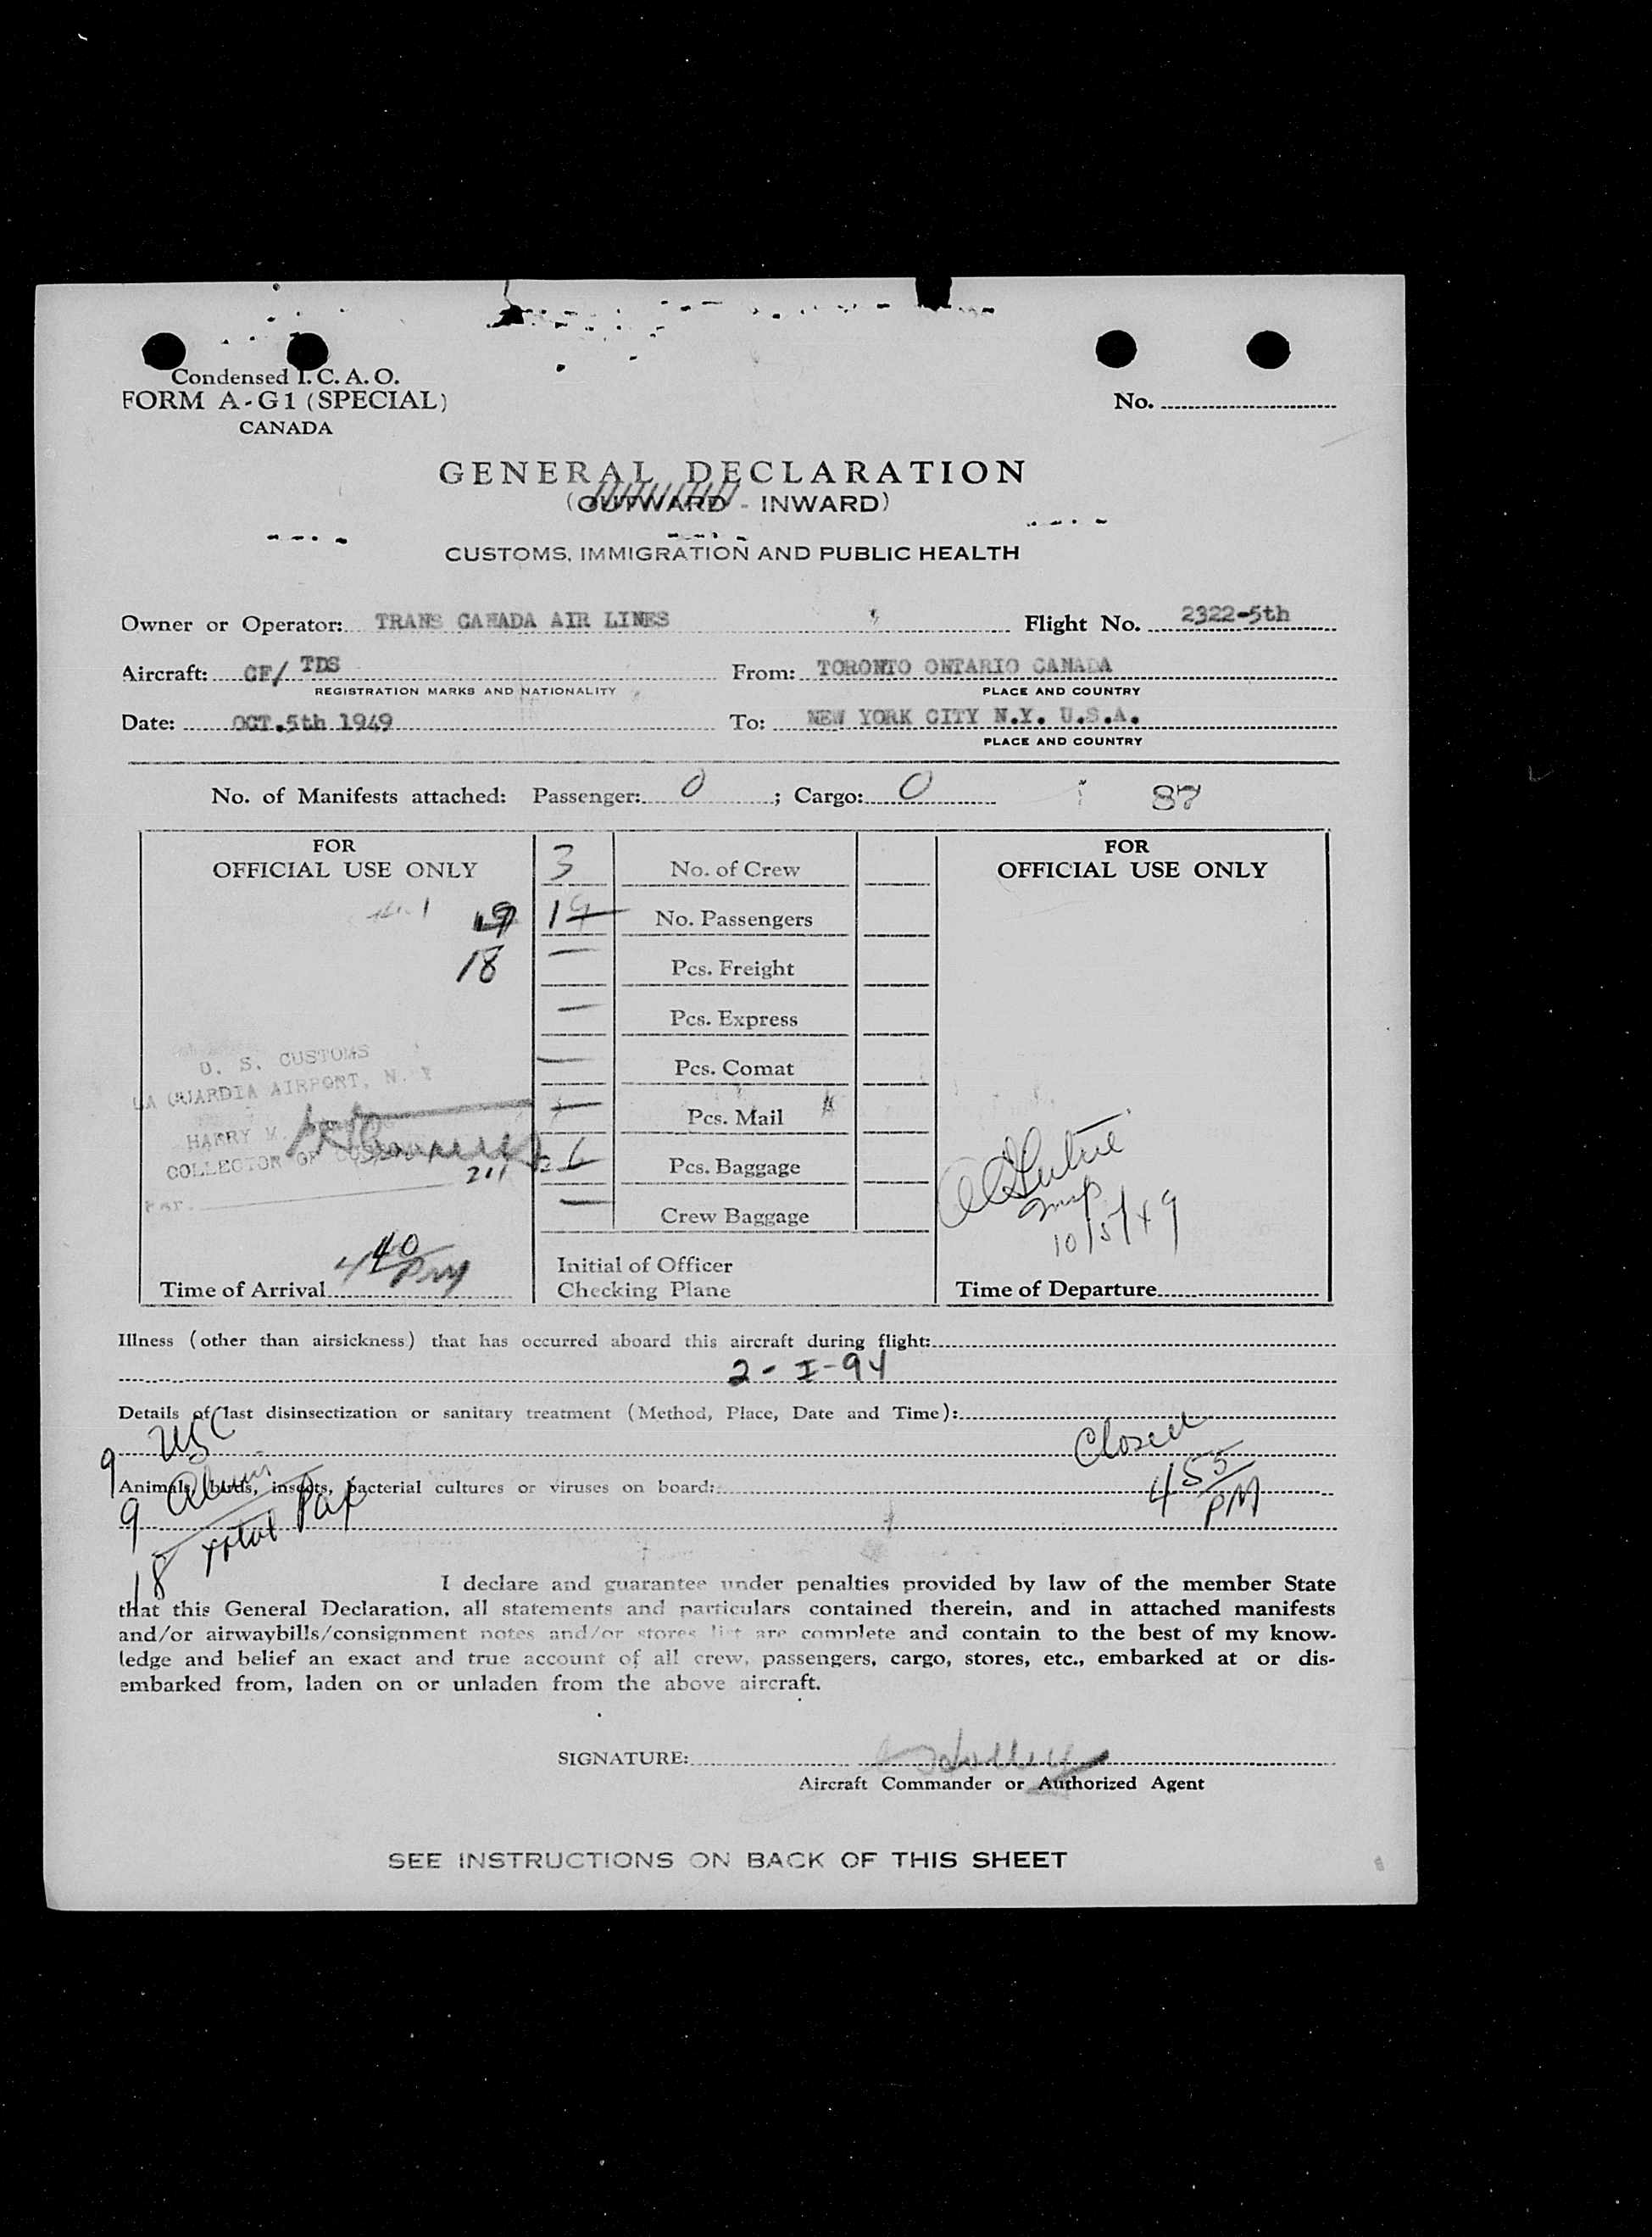 Condensed I. C. A. O.
FORM A-G1 (SPECIAL)
CANADA
No.
GENERAL DECLARATION
(OUTWARD - INWARD)
CUSTOMS, IMMIGRATION AND PUBLIC HEALTH
Owner or Operator: TRANS CANADA AIR LINES Flight No. 2322-5th
Aircraft: CF/ TDS From: TORONTO ONTARIO CANADA
REGISTRATION MARKS AND NATIONALITY PLACE AND COUNTRY
Date: OCT.5th 1949 To: NEW YORK CITY N.Y. U.S.A.
PLACE AND COUNTRY
No. of Manifests attached: Passenger: 0 ; Cargo: 0 87
FOR OFFICIAL USE ONLY
19
18
U. S. CUSTOMS
LA GUARDIA AIRPORT, N. Y
HARRY M.
COLLECTOR OF CUSTOMS
211
Per.
Time of Arrival 4 40 PM
3 No. of Crew
19 No. Passengers
— Pcs. Freight
— Pcs. Express
— Pcs. Comat
— Pcs. Mail
Pcs. Baggage
— Crew Baggage
Initial of Officer
Checking Plane
FOR OFFICIAL USE ONLY
10/5/49
Time of Departure
Illness (other than airsickness) that has occurred aboard this aircraft during flight:
2-I-94
Details of last disinsectization or sanitary treatment (Method, Place, Date and Time):
9 USC
Closed
Animals, birds, insects, bacterial cultures or viruses on board:
4 55 PM
9 Aliens
18 Total Pax
I declare and guarantee under penalties provided by law of the member State
that this General Declaration, all statements and particulars contained therein, and in attached manifests
and/or airwaybills/consignment notes and/or stores list are complete and contain to the best of my know-
ledge and belief an exact and true account of all crew, passengers, cargo, stores, etc., embarked at or dis-
embarked from, laden on or unladen from the above aircraft.
SIGNATURE:
Aircraft Commander or Authorized Agent
SEE INSTRUCTIONS ON BACK OF THIS SHEET